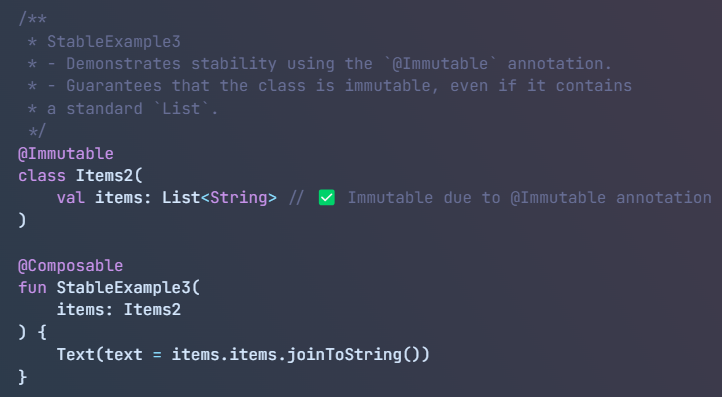 /**
 * StableExample3
 * - Demonstrates stability using the `@Immutable` annotation.
 * - Guarantees that the class is immutable, even if it contains
 * a standard `List`.
 */
@Immutable
class Items2(
    val items: List<String> // ✅ Immutable due to @Immutable annotation
)

@Composable
fun StableExample3(
    items: Items2
) {
    Text(text = items.items.joinToString())
}